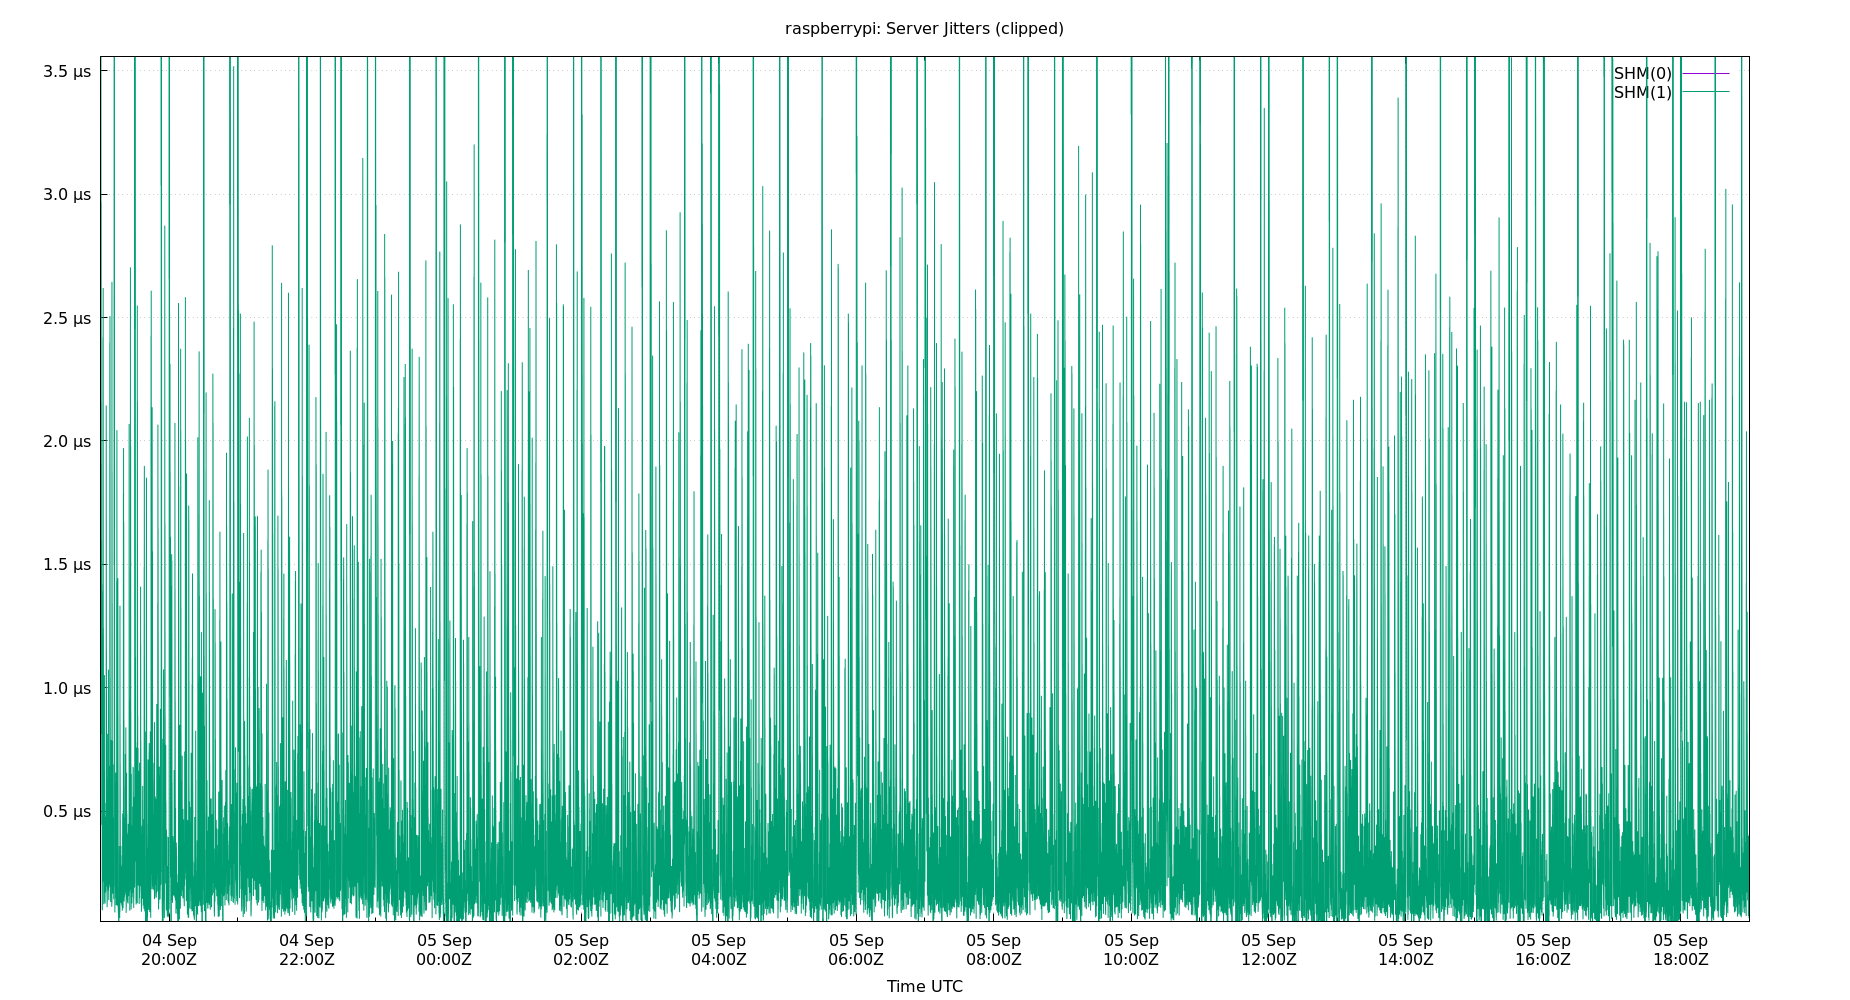 raspberrypi: Server Jitters (clipped)
3.5 µs
3.0 µs
2.5 µs
2.0 µs
1.5 µs
1.0 µs
0.5 µs
SHM(0)
SHM(1)
04 Sep
20:00Z
04 Sep
22:00Z
05 Sep
00:00Z
05 Sep
02:00Z
05 Sep
04:00Z
05 Sep
06:00Z
05 Sep
08:00Z
05 Sep
10:00Z
05 Sep
12:00Z
05 Sep
14:00Z
05 Sep
16:00Z
05 Sep
18:00Z
Time UTC